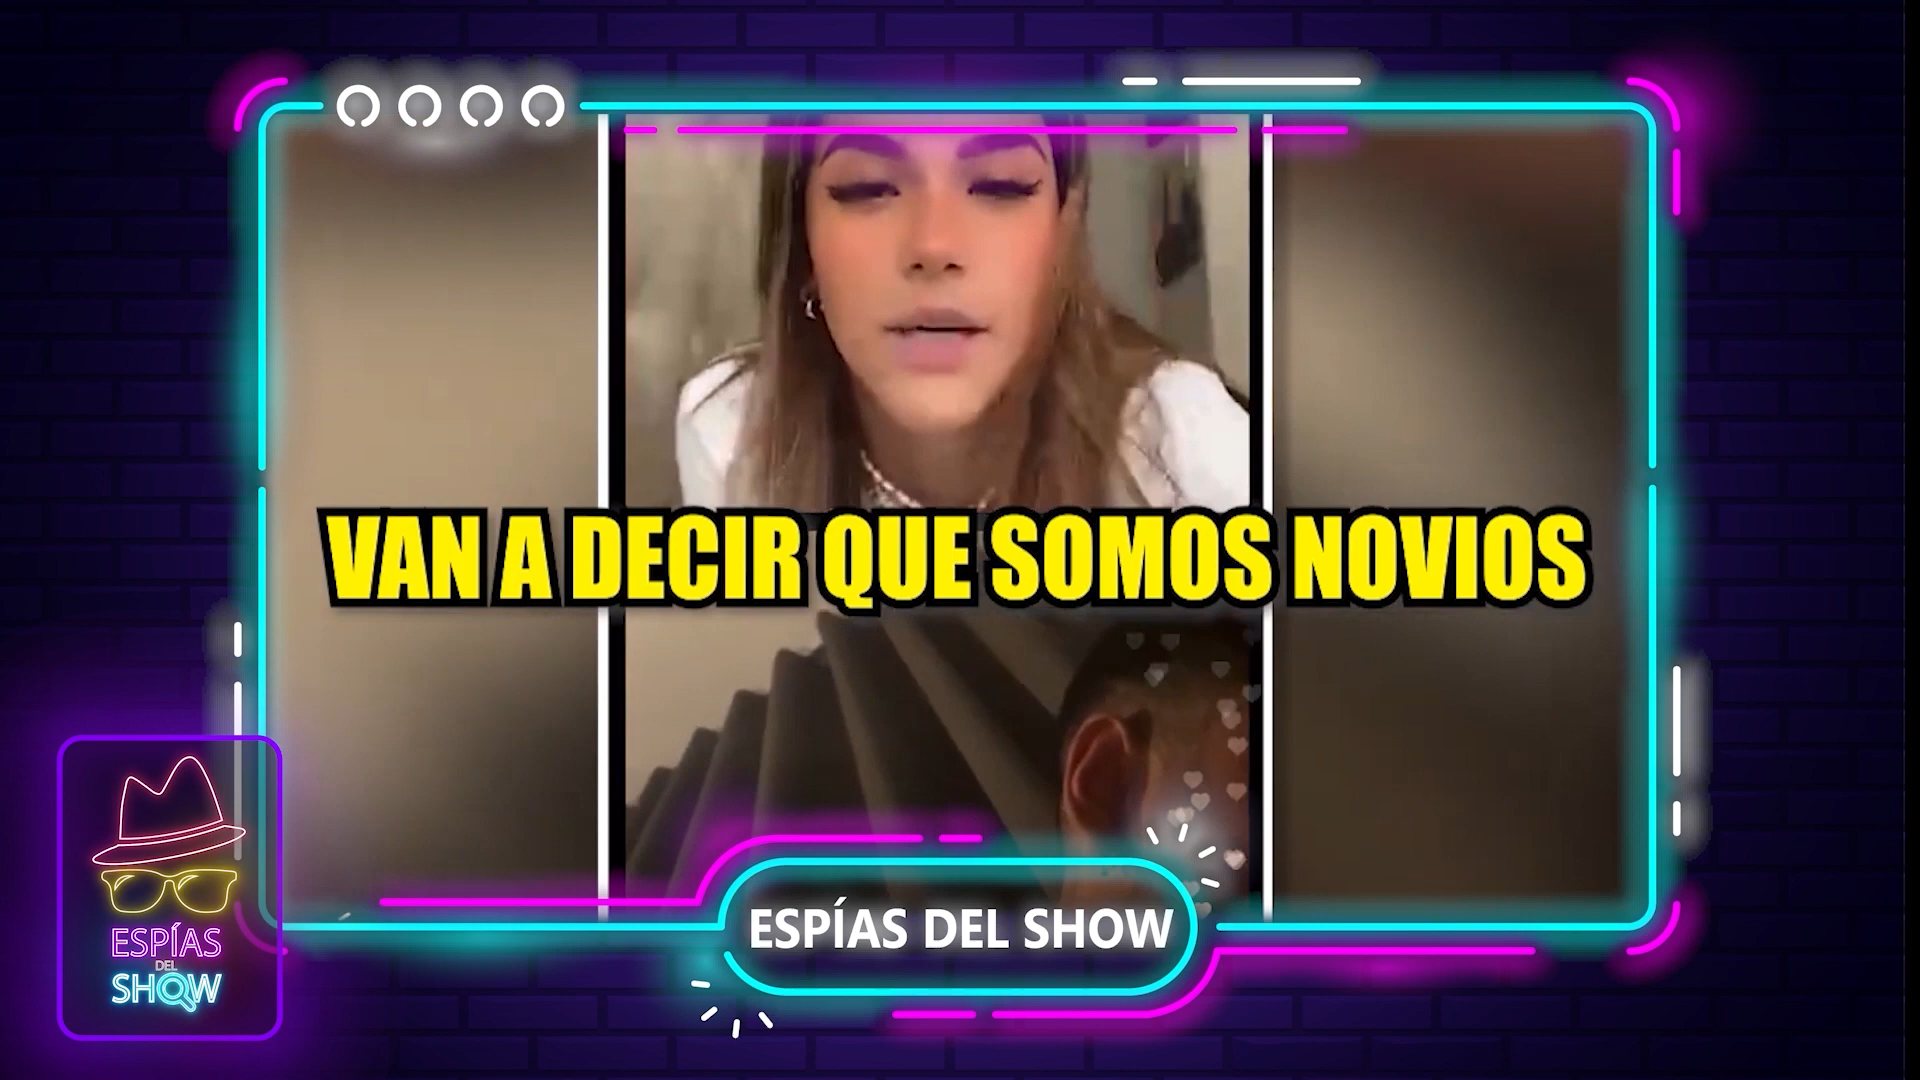 VAN A DECIR QUE SOMOS NOVIOS
ESPÍAS DEL SHOW
ESPÍAS
DEL
SHOW